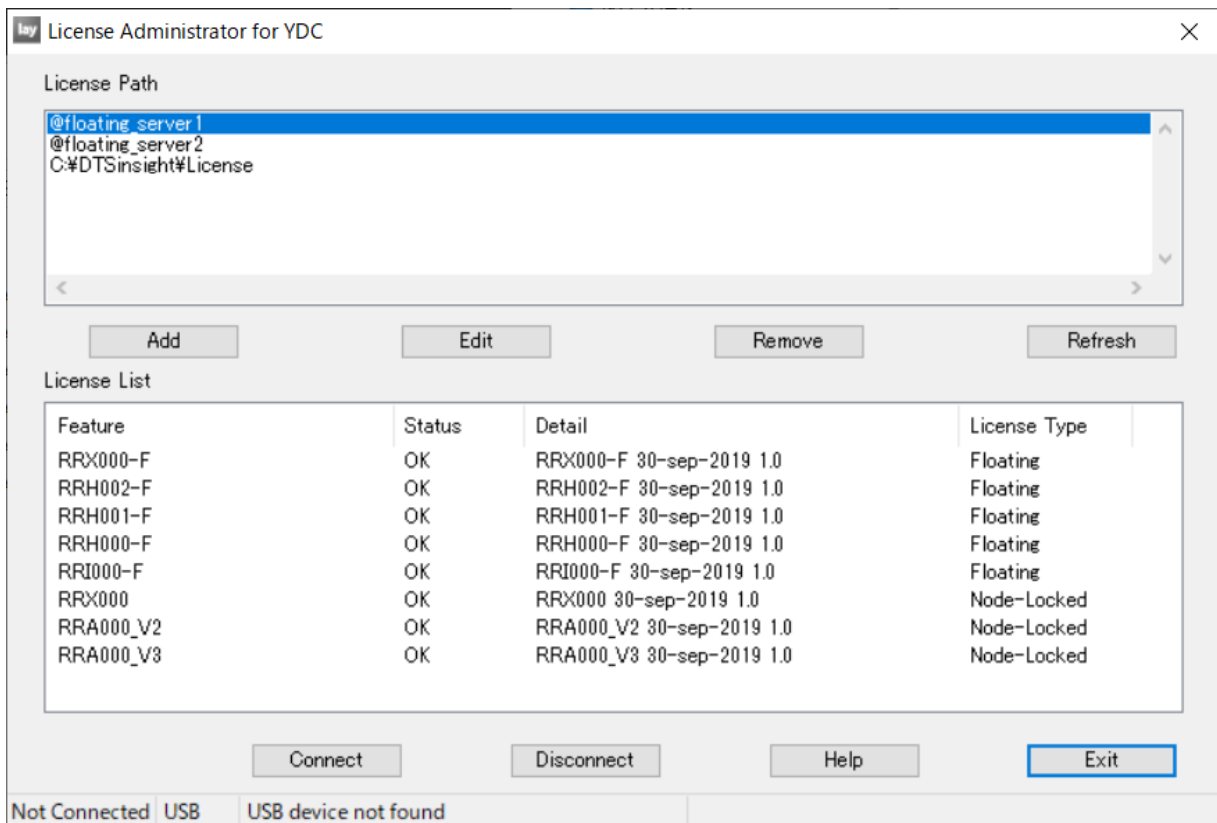 lay License Administrator for YDC
License Path
@floating_server1
@floating_server2
C:¥DTSinsight¥License
Add Edit Remove Refresh
License List
Feature Status Detail License Type
RRX000-F OK RRX000-F 30-sep-2019 1.0 Floating
RRH002-F OK RRH002-F 30-sep-2019 1.0 Floating
RRH001-F OK RRH001-F 30-sep-2019 1.0 Floating
RRH000-F OK RRH000-F 30-sep-2019 1.0 Floating
RRI000-F OK RRI000-F 30-sep-2019 1.0 Floating
RRX000 OK RRX000 30-sep-2019 1.0 Node-Locked
RRA000_V2 OK RRA000_V2 30-sep-2019 1.0 Node-Locked
RRA000_V3 OK RRA000_V3 30-sep-2019 1.0 Node-Locked
Connect Disconnect Help Exit
Not Connected USB USB device not found